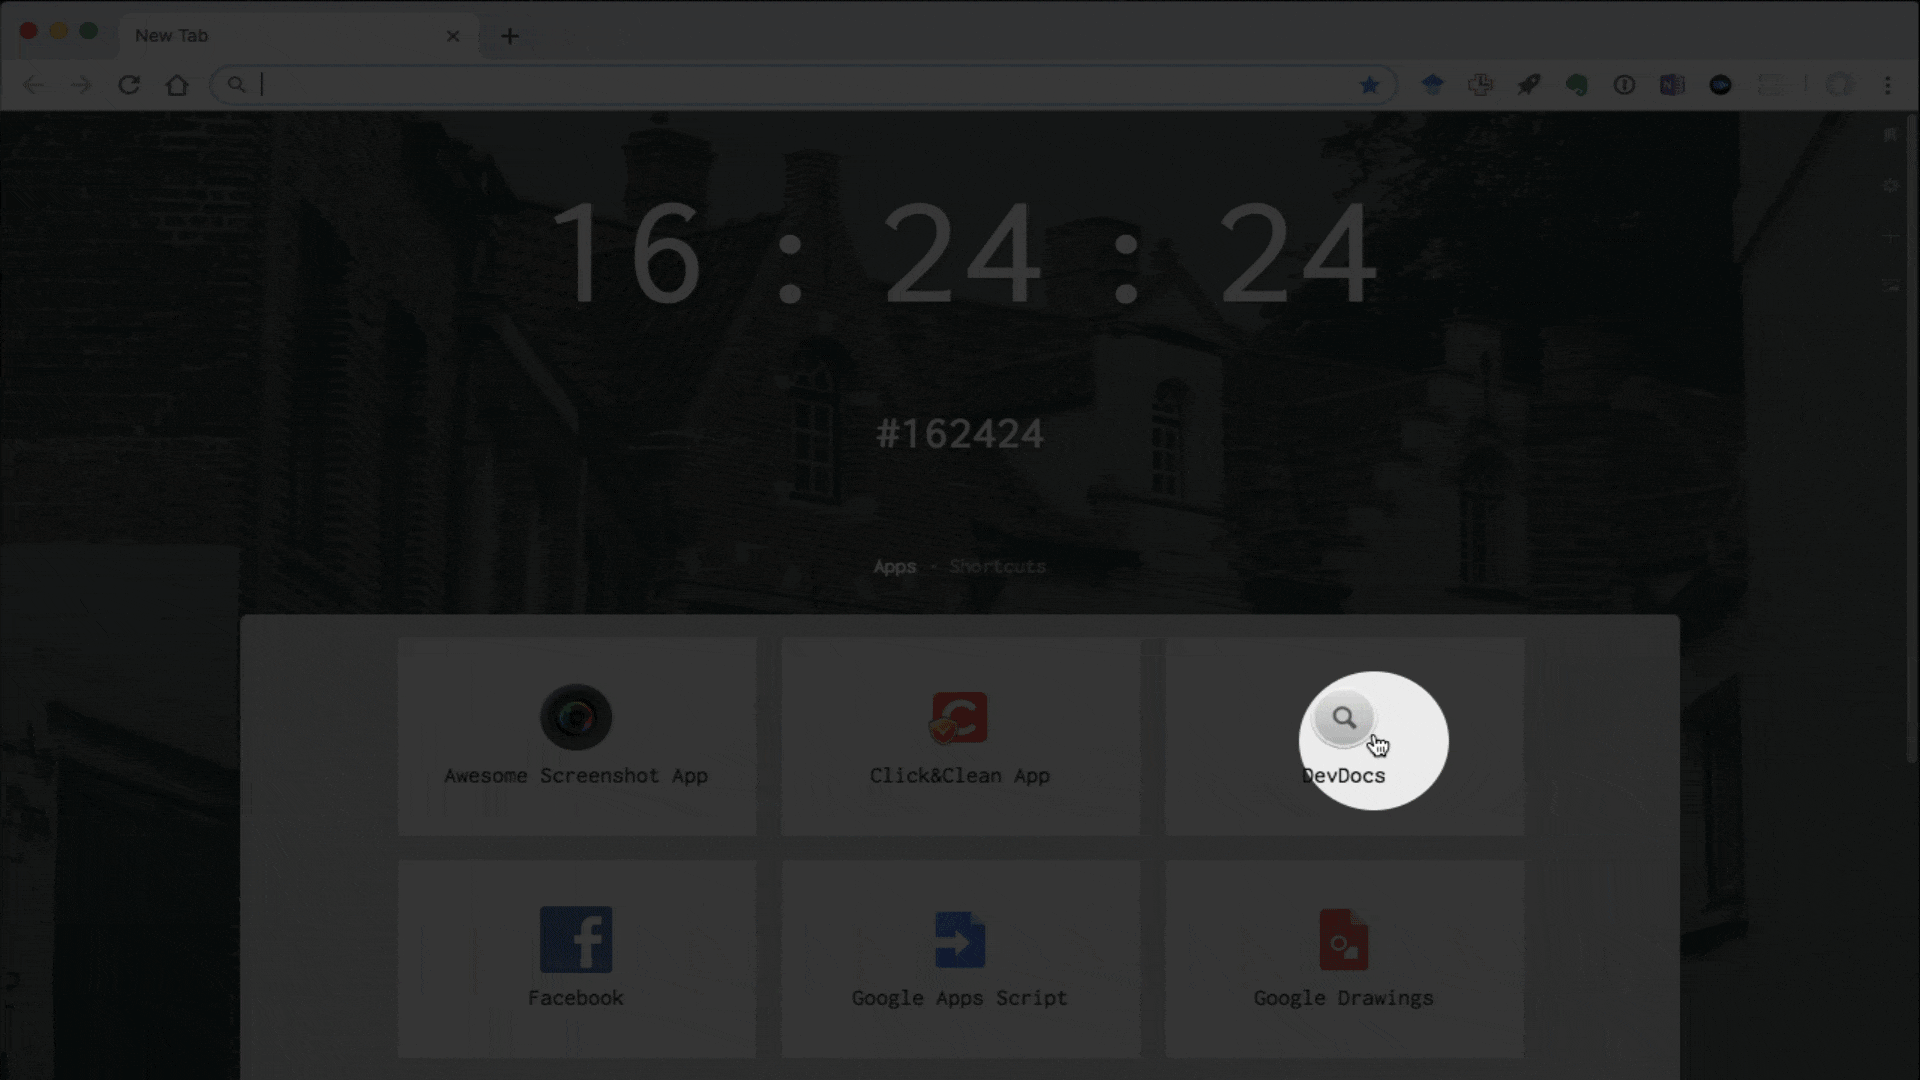 New Tab
16 : 24 : 24
#162424
Apps · Shortcuts
Awesome Screenshot App
Click&Clean App
DevDocs
Facebook
Google Apps Script
Google Drawings